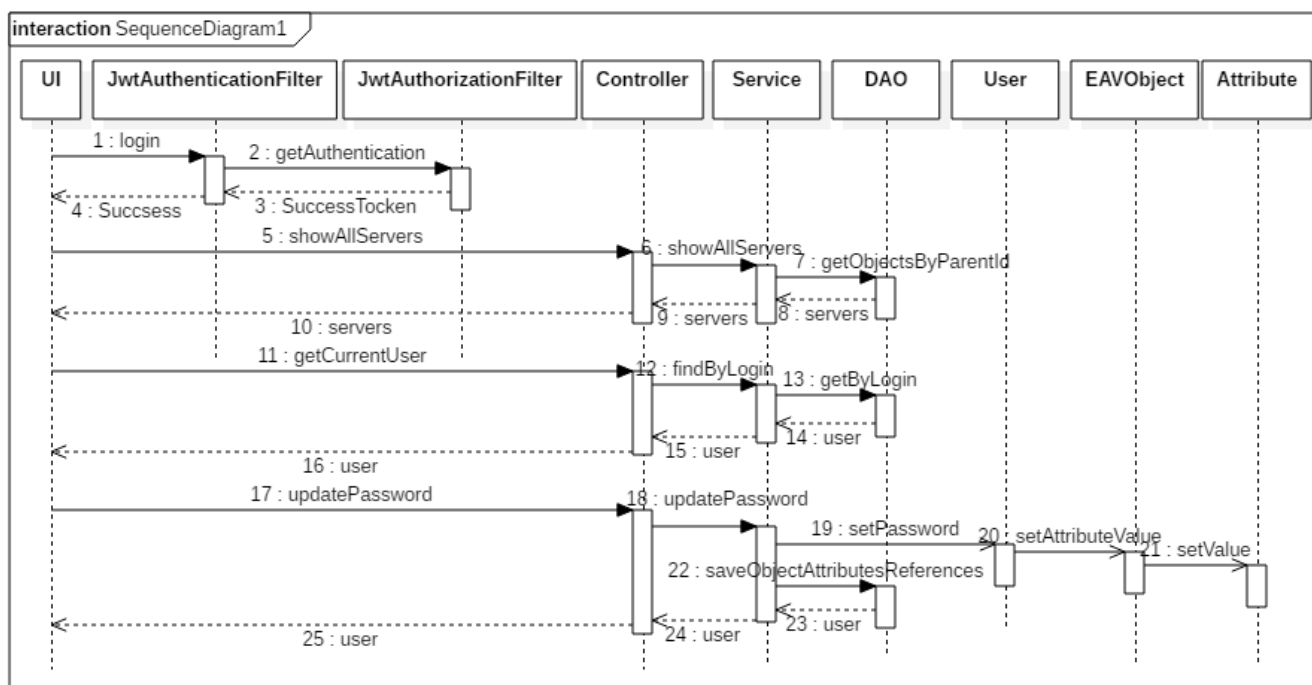 interaction SequenceDiagram1
UI JwtAuthenticationFilter JwtAuthorizationFilter Controller Service DAO User EAVObject Attribute
1 : login
2 : getAuthentication
3 : SuccessTocken
4 : Succsess
5 : showAllServers
6 : showAllServers
7 : getObjectsByParentId
8 : servers
9 : servers
10 : servers
11 : getCurrentUser
12 : findByLogin
13 : getByLogin
14 : user
15 : user
16 : user
17 : updatePassword
18 : updatePassword
19 : setPassword
20 : setAttributeValue
21 : setValue
22 : saveObjectAttributesReferences
23 : user
24 : user
25 : user